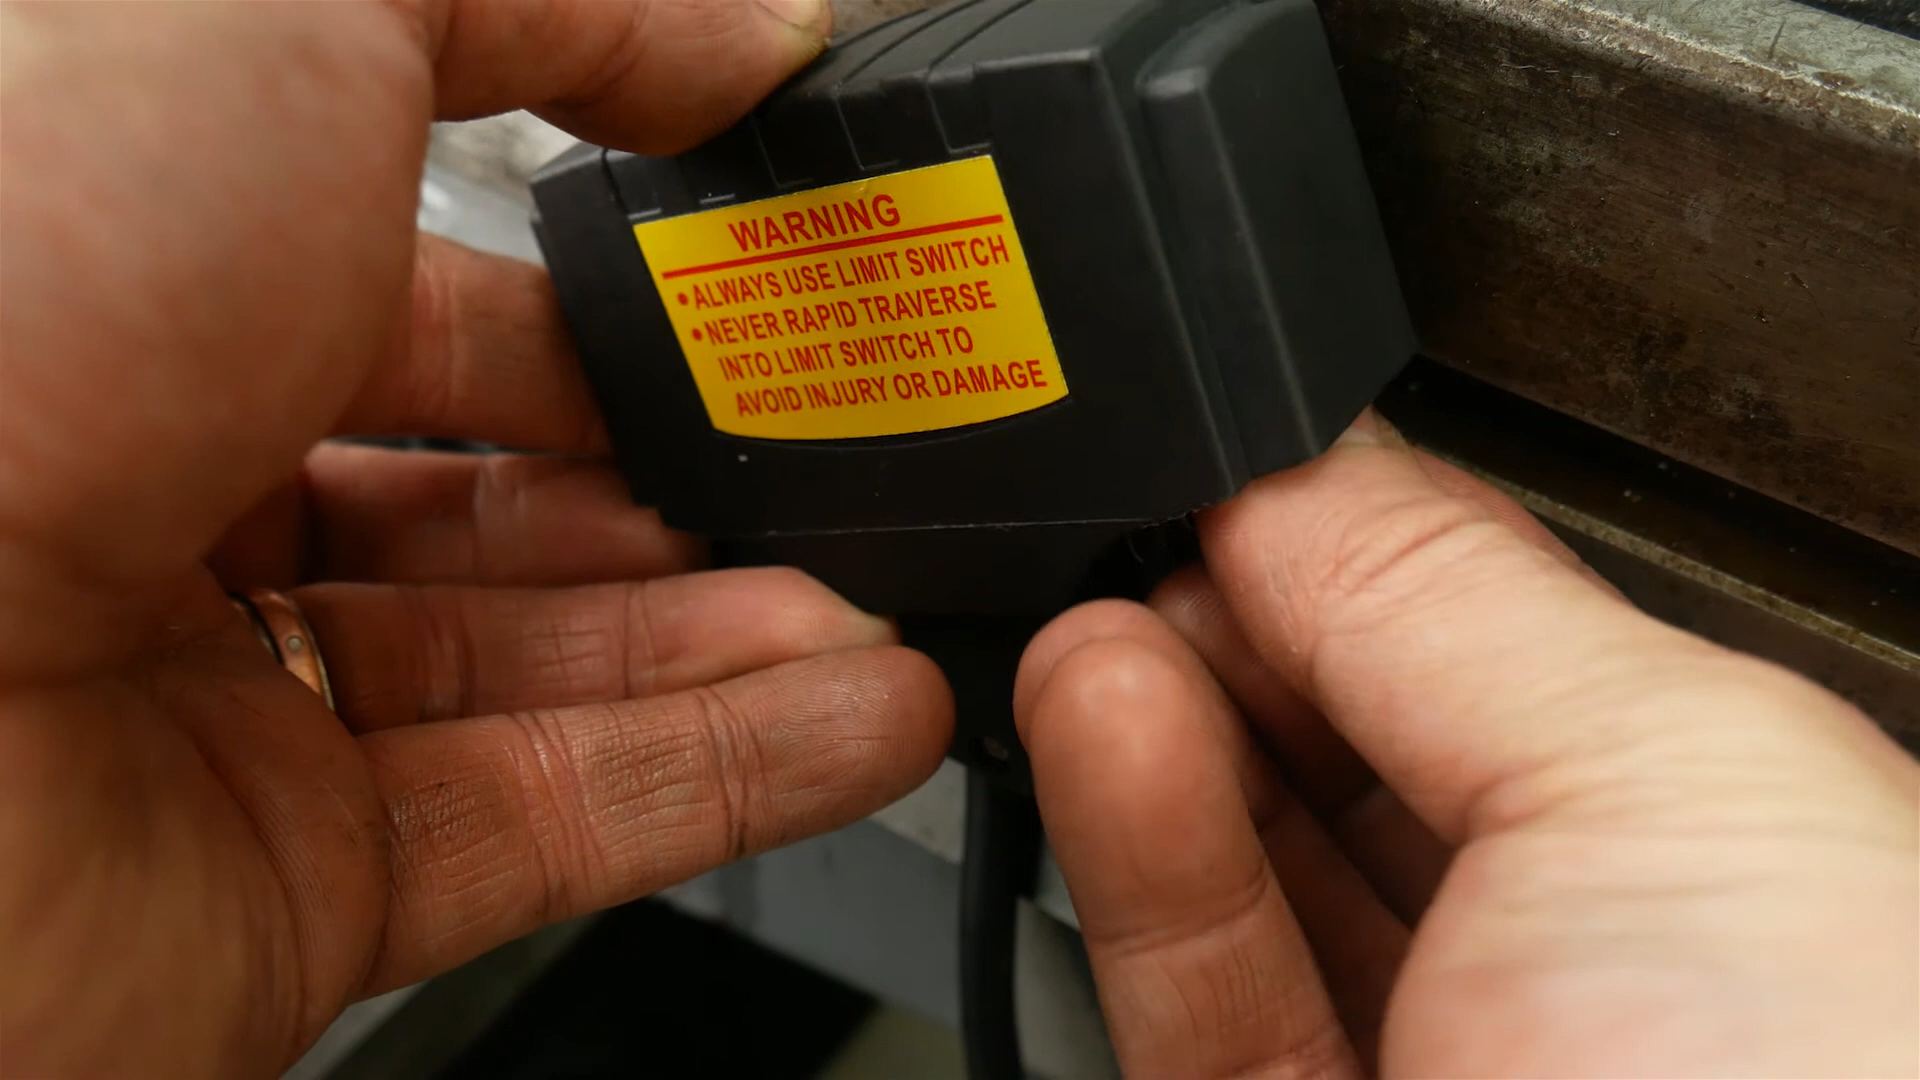 WARNING
•ALWAYS USE LIMIT SWITCH
•NEVER RAPID TRAVERSE
INTO LIMIT SWITCH TO
AVOID INJURY OR DAMAGE